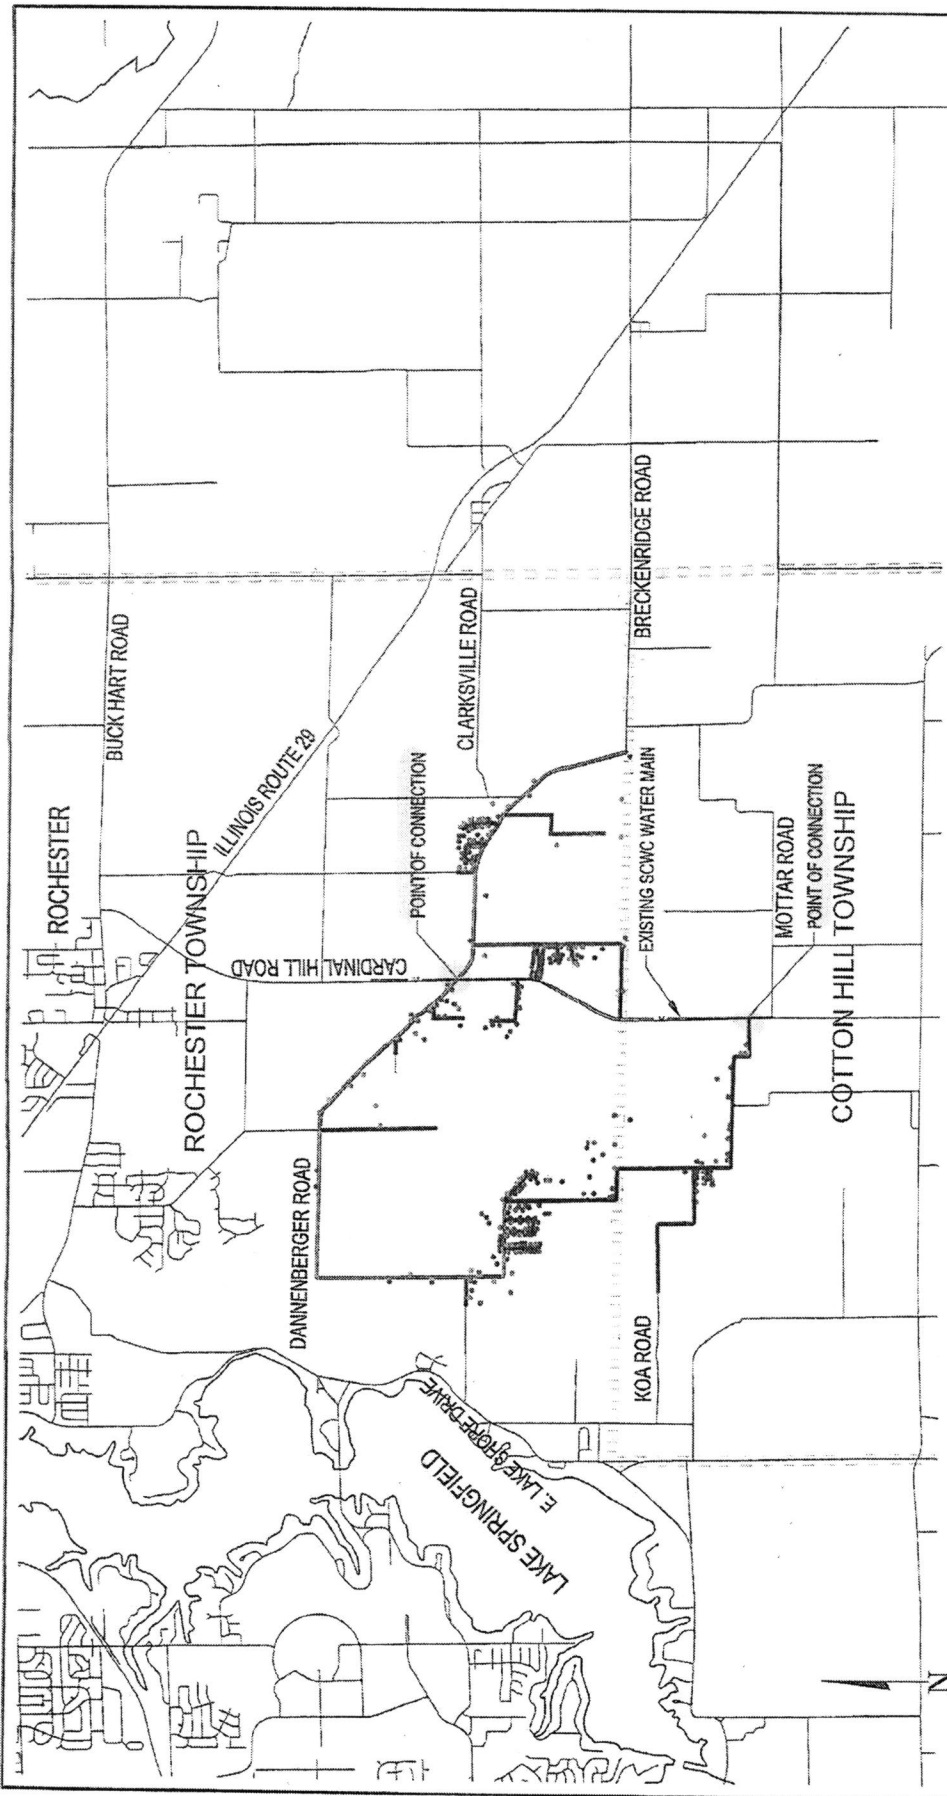 ROCHESTER
BUCK HART ROAD
ROCHESTER TOWNSHIP
ILLINOIS ROUTE 29
CARDINAL HILL ROAD
DANNENBERGER ROAD
POINT OF CONNECTION
CLARKSVILLE ROAD
E. LAKE SHORE DRIVE
LAKE SPRINGFIELD
KOA ROAD
EXISTING SCWC WATER MAIN
BRECKENRIDGE ROAD
MOTTAR ROAD
POINT OF CONNECTION
COTTON HILL TOWNSHIP
N